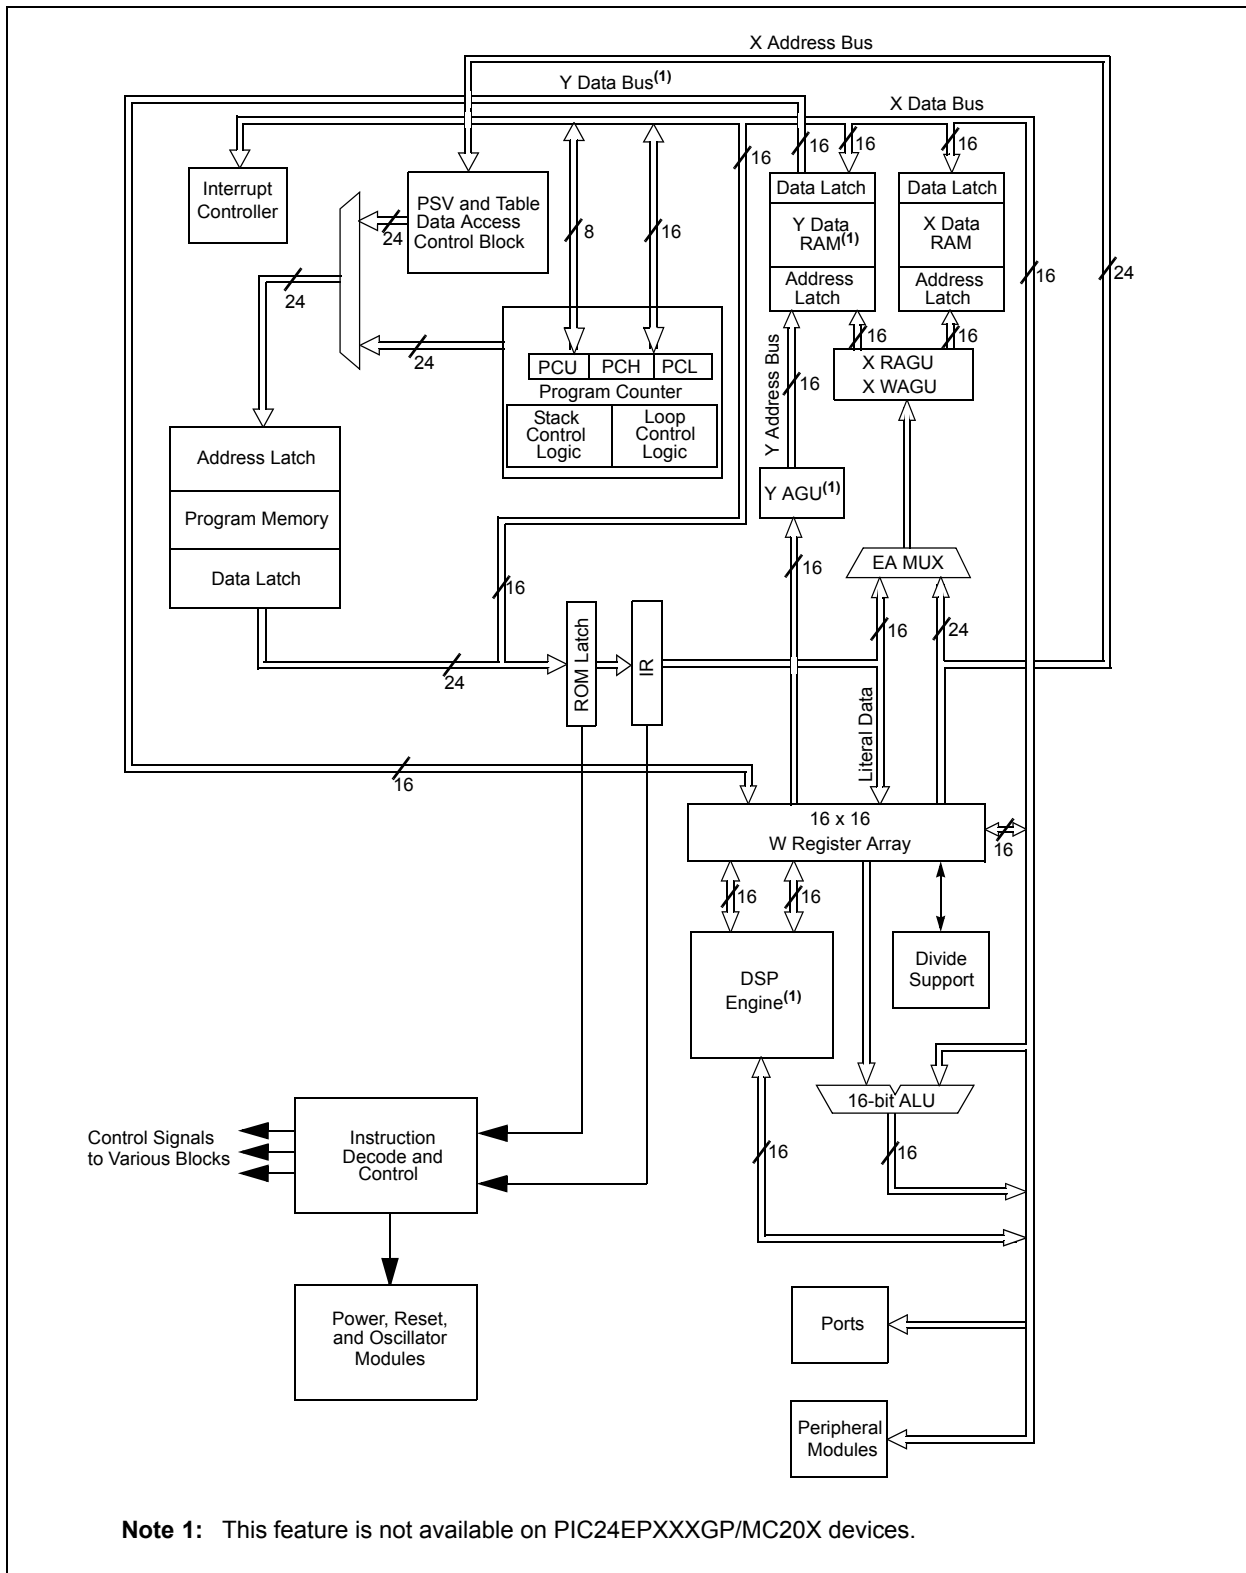 X Address Bus
Y Data Bus(1)
X Data Bus
16
16
16
16
Interrupt
Controller
PSV and Table
Data Access
Control Block
24
8
16
Data Latch
Y Data
RAM(1)
Address
Latch
Data Latch
X Data
RAM
Address
Latch
16
24
24
24
16
16
PCU
PCH
PCL
Program Counter
Stack
Control
Logic
Loop
Control
Logic
Y Address Bus
16
X RAGU
X WAGU
Address Latch
Program Memory
Data Latch
Y AGU(1)
EA MUX
16
16
16
24
24
ROM Latch
IR
Literal Data
16
16 x 16
W Register Array
16
16
16
DSP
Engine(1)
Divide
Support
16-bit ALU
16
16
Control Signals
to Various Blocks
Instruction
Decode and
Control
Power, Reset,
and Oscillator
Modules
Ports
Peripheral
Modules
Note 1: This feature is not available on PIC24EPXXXGP/MC20X devices.